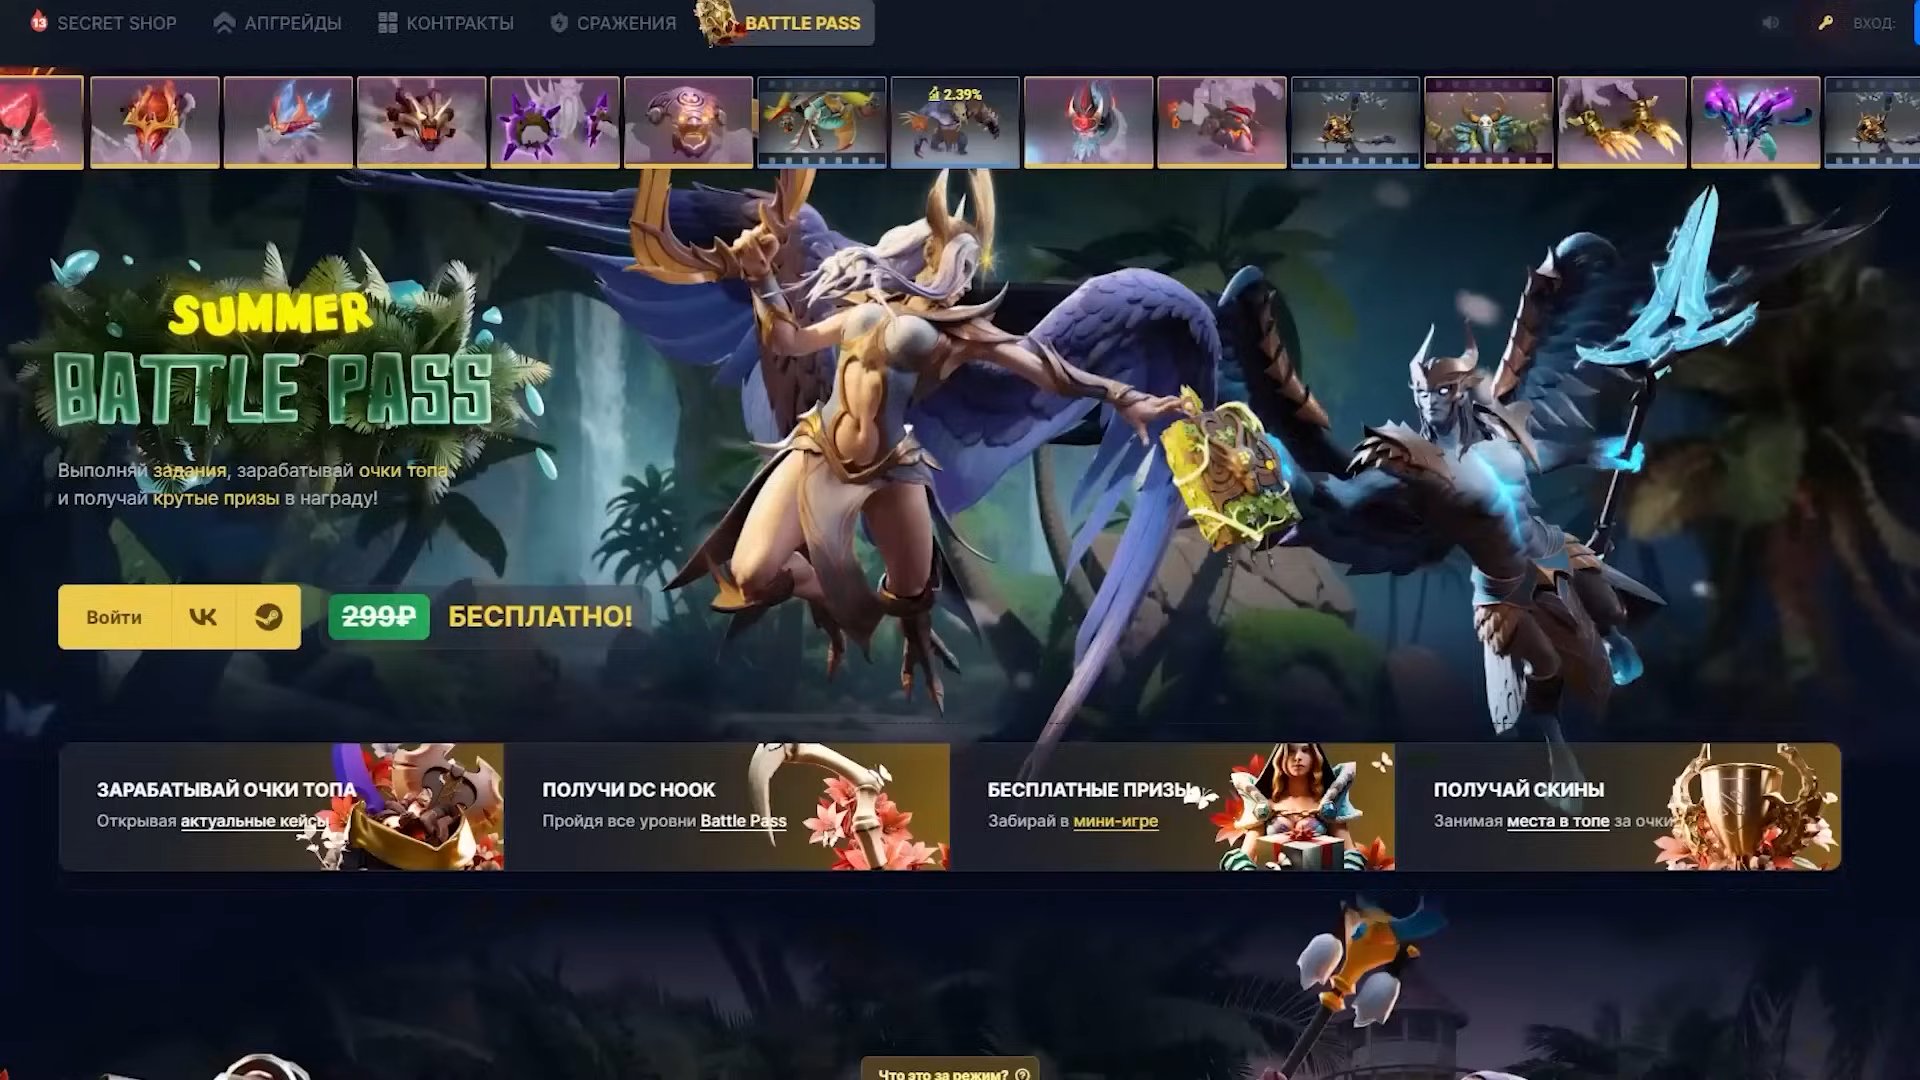 13 SECRET SHOP
АПГРЕЙДЫ
КОНТРАКТЫ
СРАЖЕНИЯ
BATTLE PASS
ВХОД:
2.39%
SUMMER
BATTLE PASS
Выполняй задания, зарабатывай очки топа
и получай крутые призы в награду!
Войти
299₽
БЕСПЛАТНО!
ЗАРАБАТЫВАЙ ОЧКИ ТОПА
Открывая актуальные кейсы
ПОЛУЧИ DC HOOK
Пройдя все уровни Battle Pass
БЕСПЛАТНЫЕ ПРИЗЫ
Забирай в мини-игре
ПОЛУЧАЙ СКИНЫ
Занимая места в топе за очки
Что это за режим?